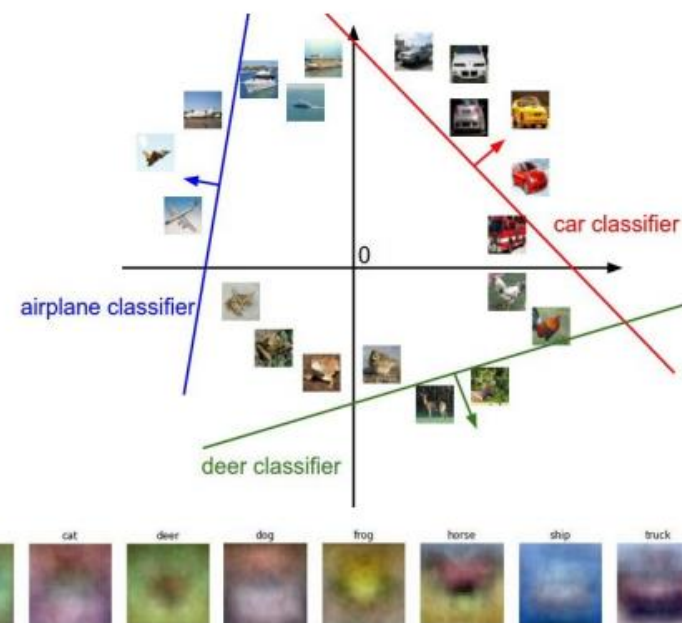 0
car classifier
airplane classifier
deer classifier
cat deer dog frog horse ship truck